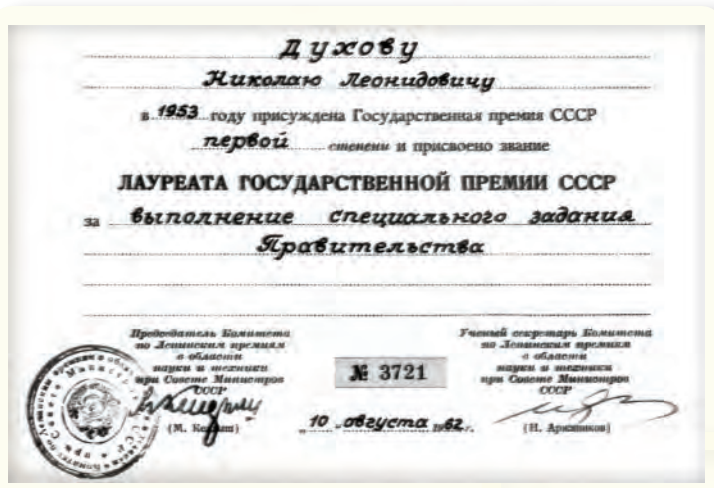 Духову
Николаю Леонидовичу
в 1953 году присуждена Государственная премия СССР
первой степени и присвоено звание
ЛАУРЕАТА ГОСУДАРСТВЕННОЙ ПРЕМИИ СССР
за выполнение специального задания
Правительства
Председатель Комитета
по Ленинским премиям
в области
науки и техники
при Совете Министров
СССР
(М. Келдыш)
№ 3721
„10 „августа 1962 г.
Ученый секретарь Комитета
по Ленинским премиям
в области
науки и техники
при Совете Министров
СССР
(И.